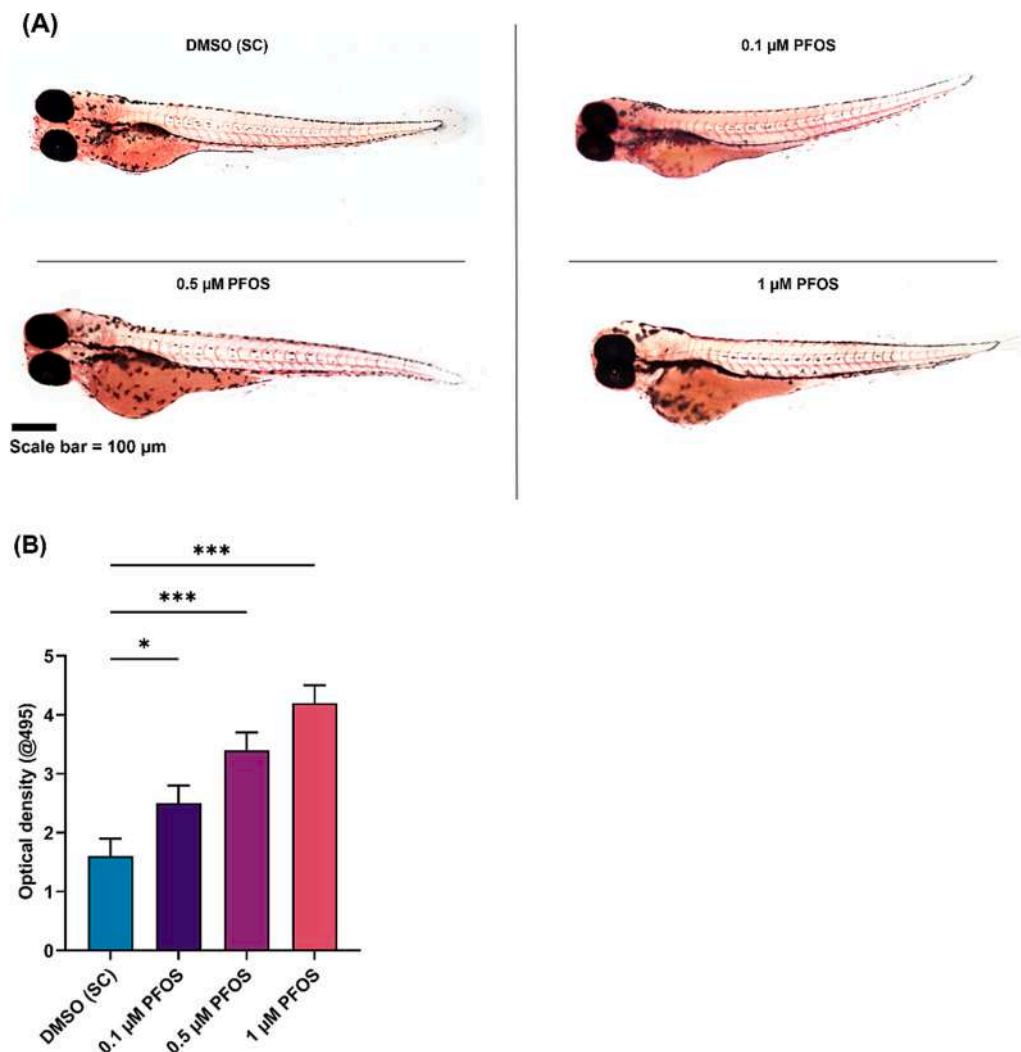 (A)
DMSO (SC)
0.1 µM PFOS
0.5 µM PFOS
1 µM PFOS
Scale bar = 100 µm
(B)
***
***
*
5
4
3
2
1
0
Optical density (@495)
DMSO (SC)
0.1 µM PFOS
0.5 µM PFOS
1 µM PFOS